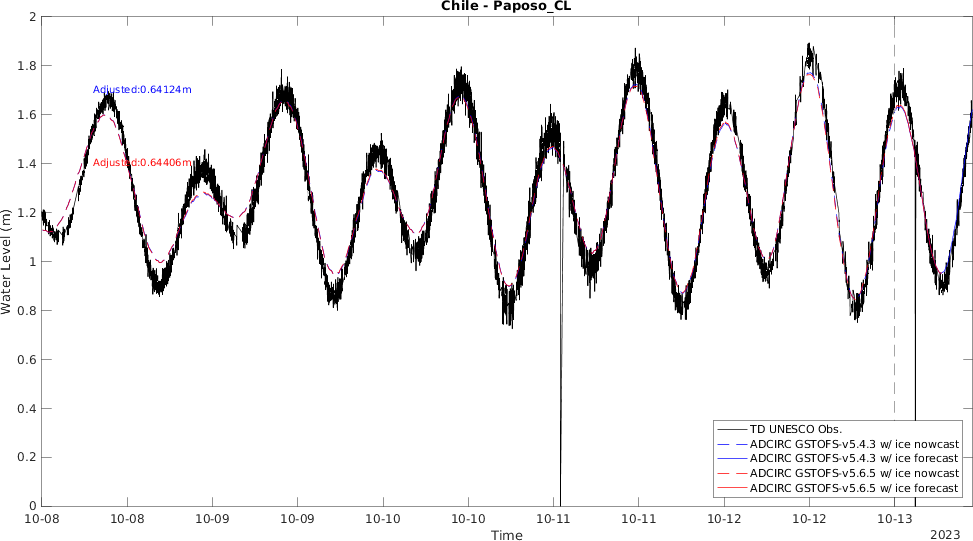 Chile - Paposo_CL
2
1.8
1.6
1.4
1.2
1
0.8
0.6
0.4
0.2
0
Water Level (m)
Adjusted:0.64124m
Adjusted:0.64406m
TD UNESCO Obs.
ADCIRC GSTOFS-v5.4.3 w/ ice nowcast
ADCIRC GSTOFS-v5.4.3 w/ ice forecast
ADCIRC GSTOFS-v5.6.5 w/ ice nowcast
ADCIRC GSTOFS-v5.6.5 w/ ice forecast
10-08 10-08 10-09 10-09 10-10 10-10 10-11 10-11 10-12 10-12 10-13
Time
2023